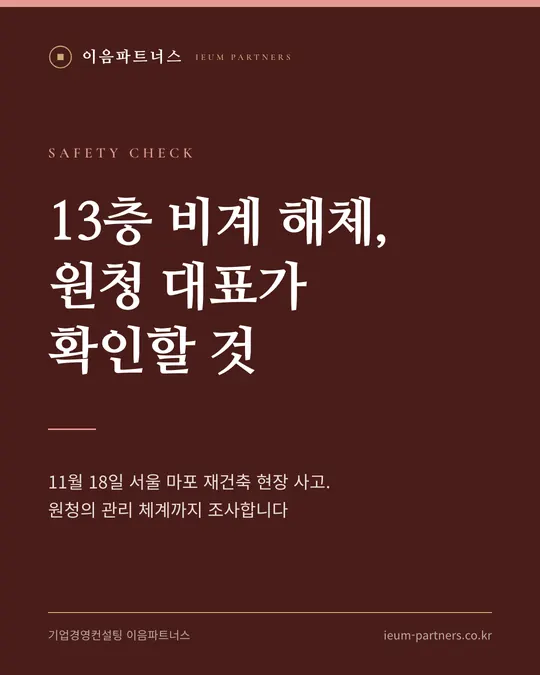 이음파트너스 IEUM PARTNERS
SAFETY CHECK
13층 비계 해체,
원청 대표가
확인할 것
11월 18일 서울 마포 재건축 현장 사고.
원청의 관리 체계까지 조사합니다
기업경영컨설팅 이음파트너스 ieum-partners.co.kr